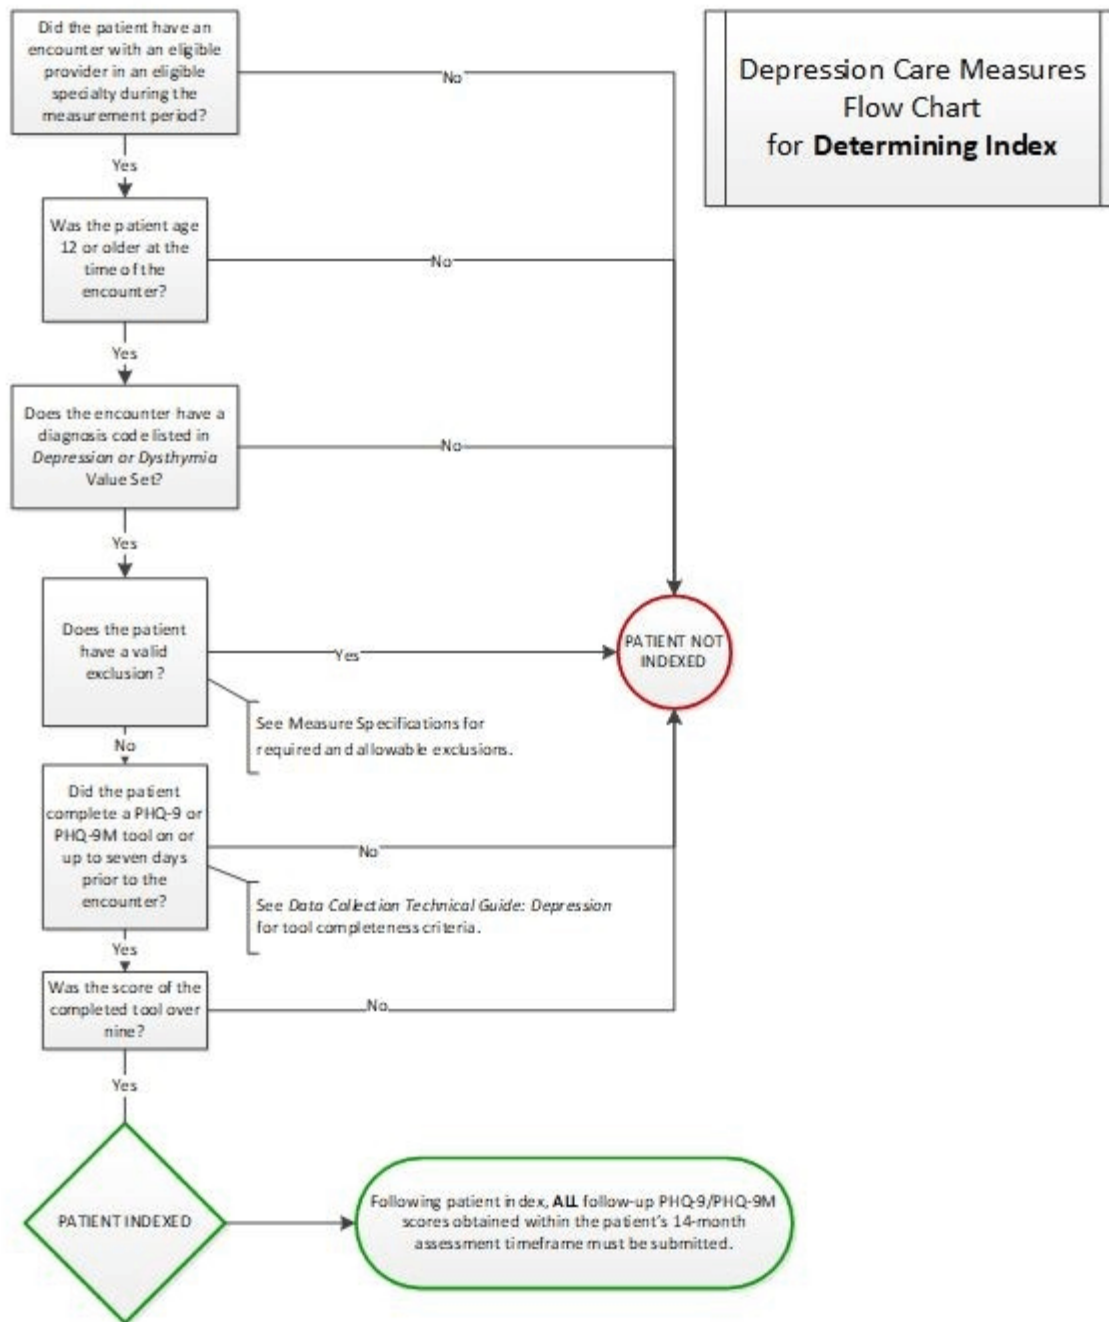 Did the patient have an
encounter with an eligible
provider in an eligible
specialty during the
measurement period?
No
Depression Care Measures
Flow Chart
for Determining Index
Yes
Was the patient age
12 or older at the
time of the
encounter?
No
Yes
Does the encounter have a
diagnosis code listed in
Depression or Dysthymia
Value Set?
No
Yes
Does the patient
have a valid
exclusion?
Yes
PATIENT NOT
INDEXED
See Measure Specifications for
required and allowable exclusions.
No
Did the patient
complete a PHQ-9 or
PHQ-9M tool on or
up to seven days
prior to the
encounter?
No
See Data Collection Technical Guide: Depression
for tool completeness criteria.
Yes
Was the score of the
completed tool over
nine?
No
Yes
PATIENT INDEXED
Following patient index, ALL follow-up PHQ-9/PHQ-9M
scores obtained within the patient's 14-month
assessment timeframe must be submitted.